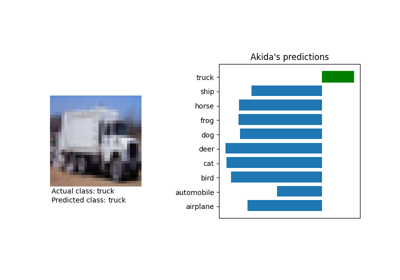 Akida's predictions
truck
ship
horse
frog
dog
deer
cat
bird
automobile
airplane
Actual class: truck
Predicted class: truck